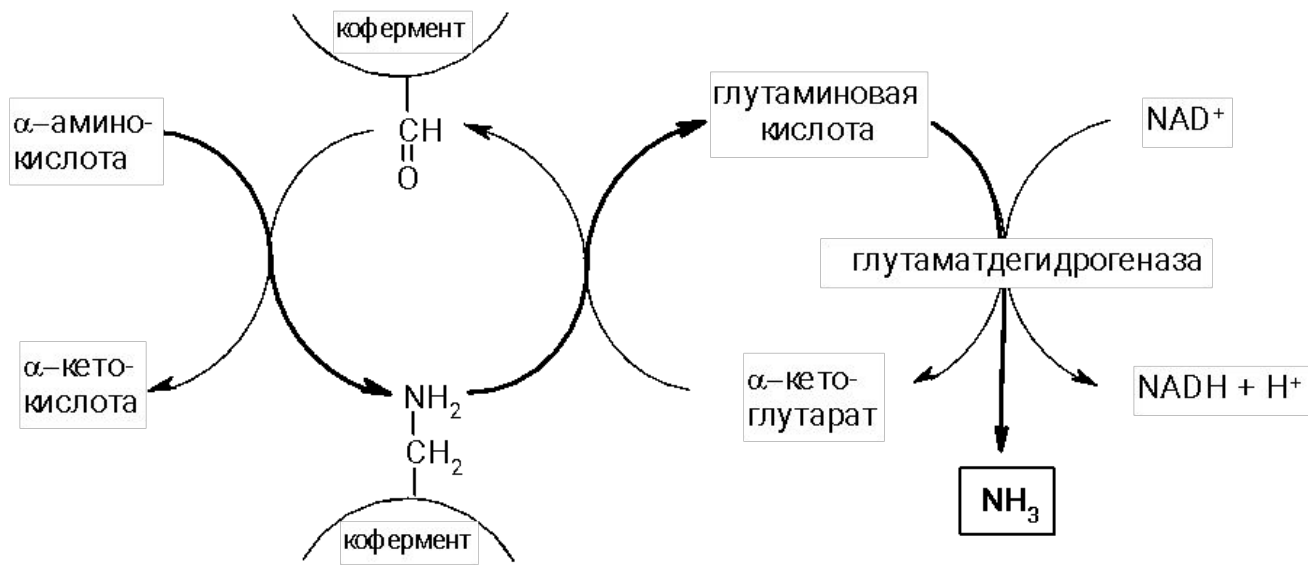 кофермент
α–амино-
кислота
CH
O
глутаминовая
кислота
NAD⁺
глутаматдегидрогеназа
α–кето-
кислота
NH₂
CH₂
α–кето-
глутарат
NADH + H⁺
NH₃
кофермент